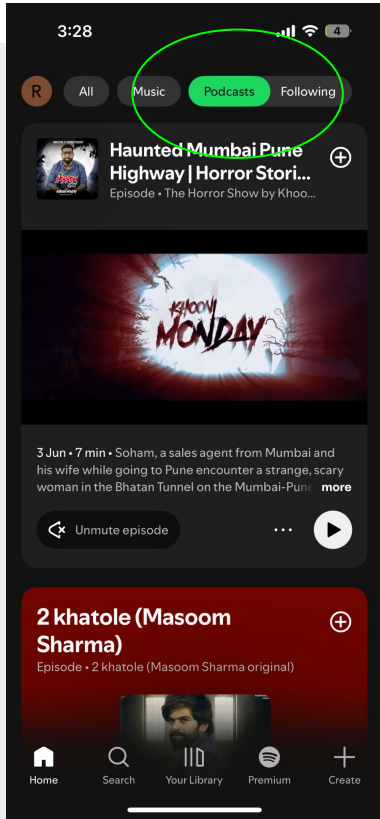 3:28
4
R All Music Podcasts Following
Haunted Mumbai Pune
Highway | Horror Stori...
Episode • The Horror Show by Khoo...
KHOONI
MONDAY
3 Jun • 7 min • Soham, a sales agent from Mumbai and
his wife while going to Pune encounter a strange, scary
woman in the Bhatan Tunnel on the Mumbai-Pune more
Unmute episode
2 khatole (Masoom
Sharma)
Episode • 2 khatole (Masoom Sharma original)
Home Search Your Library Premium Create